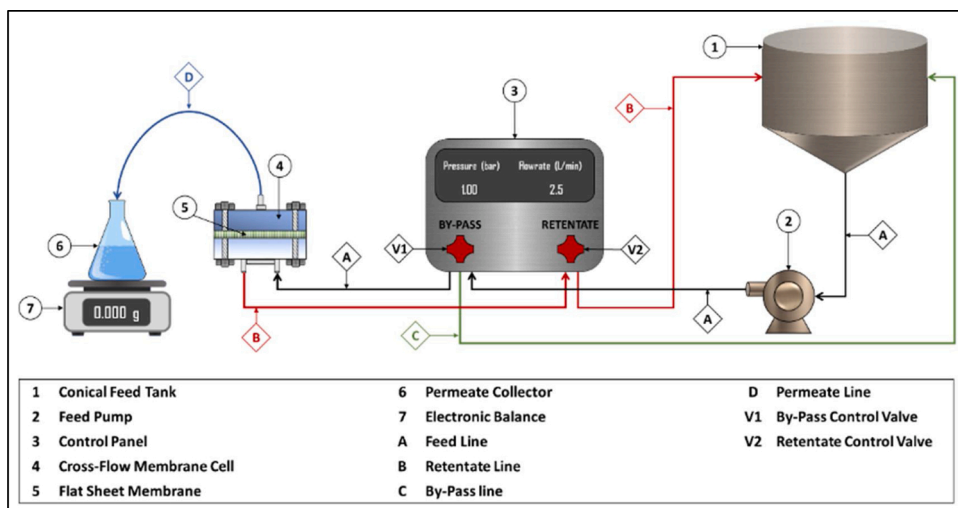 1
D
B
3
Pressure (bar) Flowrate (L/min)
1.00 2.5
4
5
BY-PASS RETENTATE
6
A
V1
V2
2
A
7
0.000 g
B
C
A
1 Conical Feed Tank
2 Feed Pump
3 Control Panel
4 Cross-Flow Membrane Cell
5 Flat Sheet Membrane
6 Permeate Collector
7 Electronic Balance
A Feed Line
B Retentate Line
C By-Pass line
D Permeate Line
V1 By-Pass Control Valve
V2 Retentate Control Valve